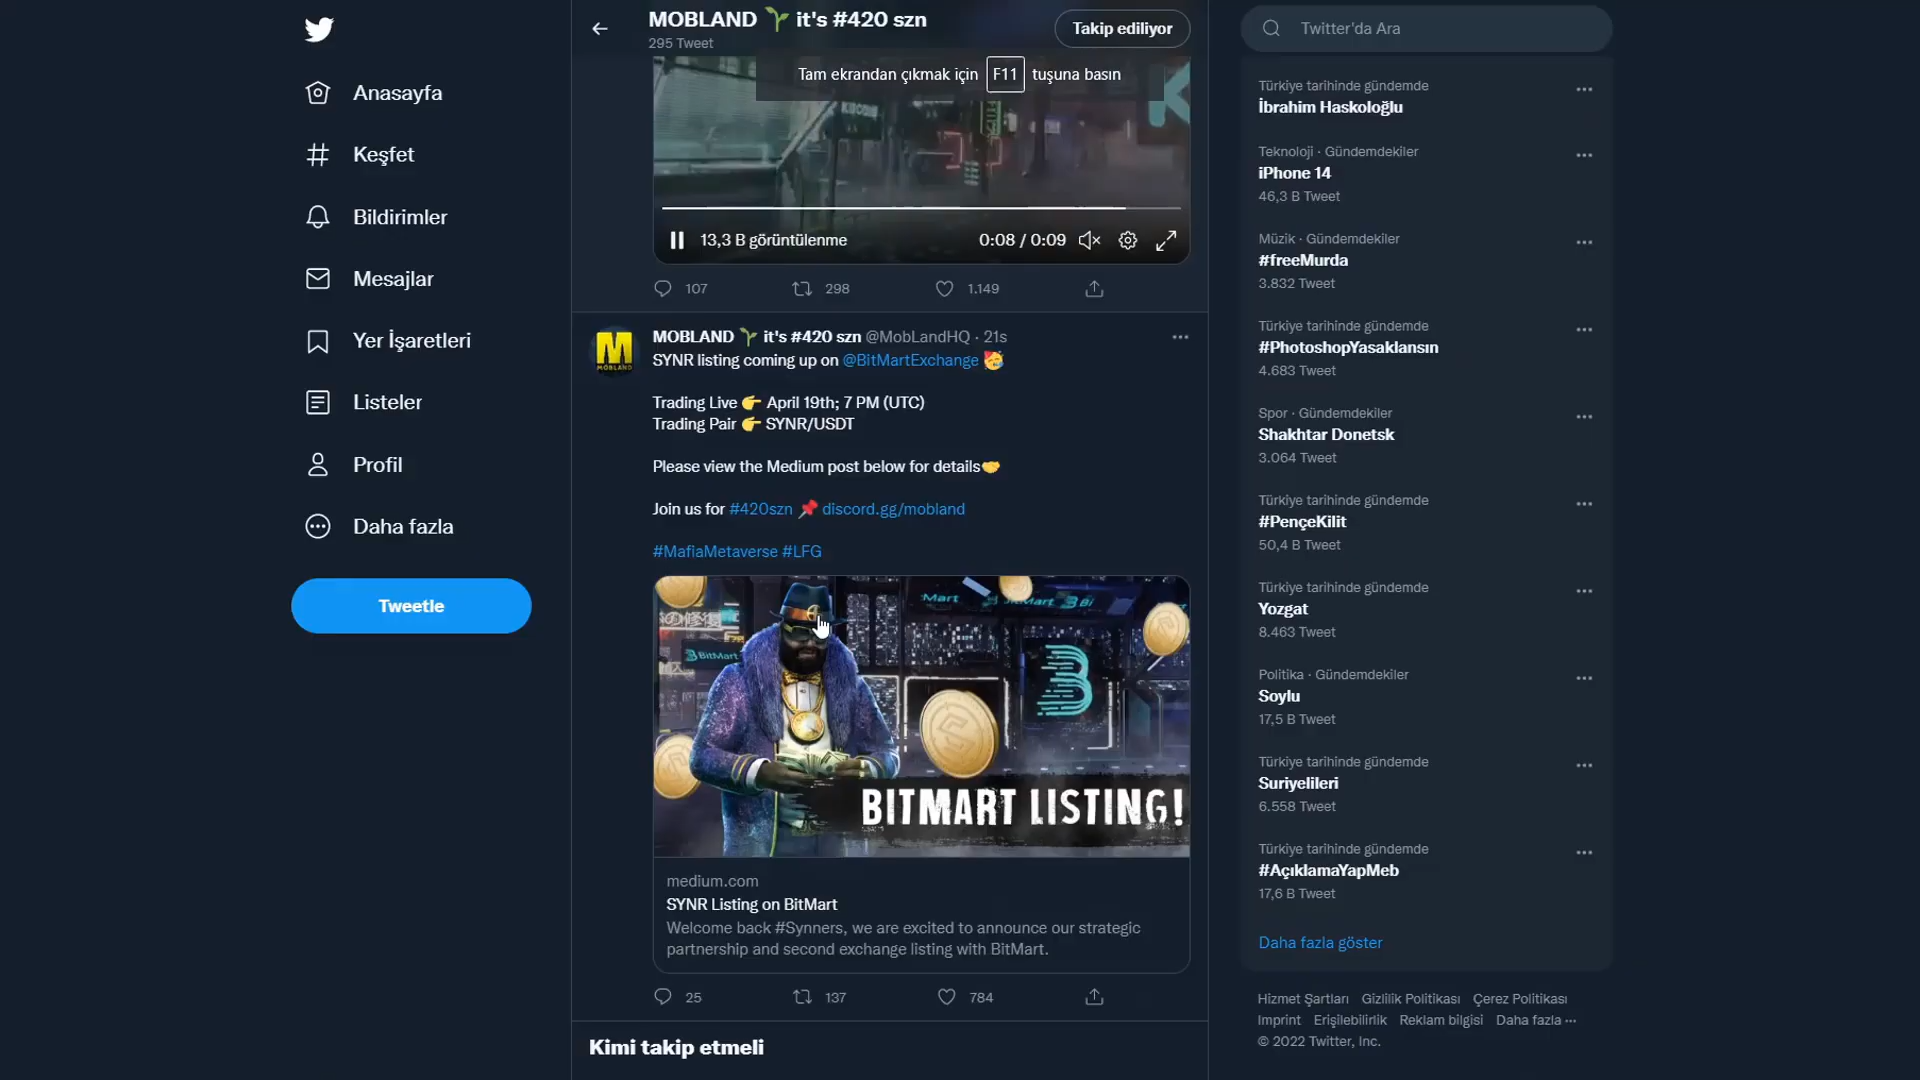 Anasayfa
Keşfet
Bildirimler
Mesajlar
Yer İşaretleri
Listeler
Profil
Daha fazla
Tweetle
MOBLAND 🌱 it's #420 szn
295 Tweet
Takip ediliyor
Tam ekrandan çıkmak için F11 tuşuna basın
13,3 B görüntülenme
0:08 / 0:09
107
298
1.149
MOBLAND 🌱 it's #420 szn @MobLandHQ · 21s
SYNR listing coming up on @BitMartExchange 🥳
Trading Live 👉 April 19th; 7 PM (UTC)
Trading Pair 👉 SYNR/USDT
Please view the Medium post below for details🤝
Join us for #420szn 📌 discord.gg/mobland
#MafiaMetaverse #LFG
MOBLAND
BitMart
BITMART LISTING!
medium.com
SYNR Listing on BitMart
Welcome back #Synners, we are excited to announce our strategic
partnership and second exchange listing with BitMart.
25
137
784
Kimi takip etmeli
Twitter'da Ara
Türkiye tarihinde gündemde
İbrahim Haskoloğlu
Teknoloji · Gündemdekiler
iPhone 14
46,3 B Tweet
Müzik · Gündemdekiler
#freeMurda
3.832 Tweet
Türkiye tarihinde gündemde
#PhotoshopYasaklansın
4.683 Tweet
Spor · Gündemdekiler
Shakhtar Donetsk
3.064 Tweet
Türkiye tarihinde gündemde
#PençeKilit
50,4 B Tweet
Türkiye tarihinde gündemde
Yozgat
8.463 Tweet
Politika · Gündemdekiler
Soylu
17,5 B Tweet
Türkiye tarihinde gündemde
Suriyelileri
6.558 Tweet
Türkiye tarihinde gündemde
#AçıklamaYapMeb
17,6 B Tweet
Daha fazla göster
Hizmet Şartları Gizlilik Politikası Çerez Politikası
Imprint Erişilebilirlik Reklam bilgisi Daha fazla ···
© 2022 Twitter, Inc.